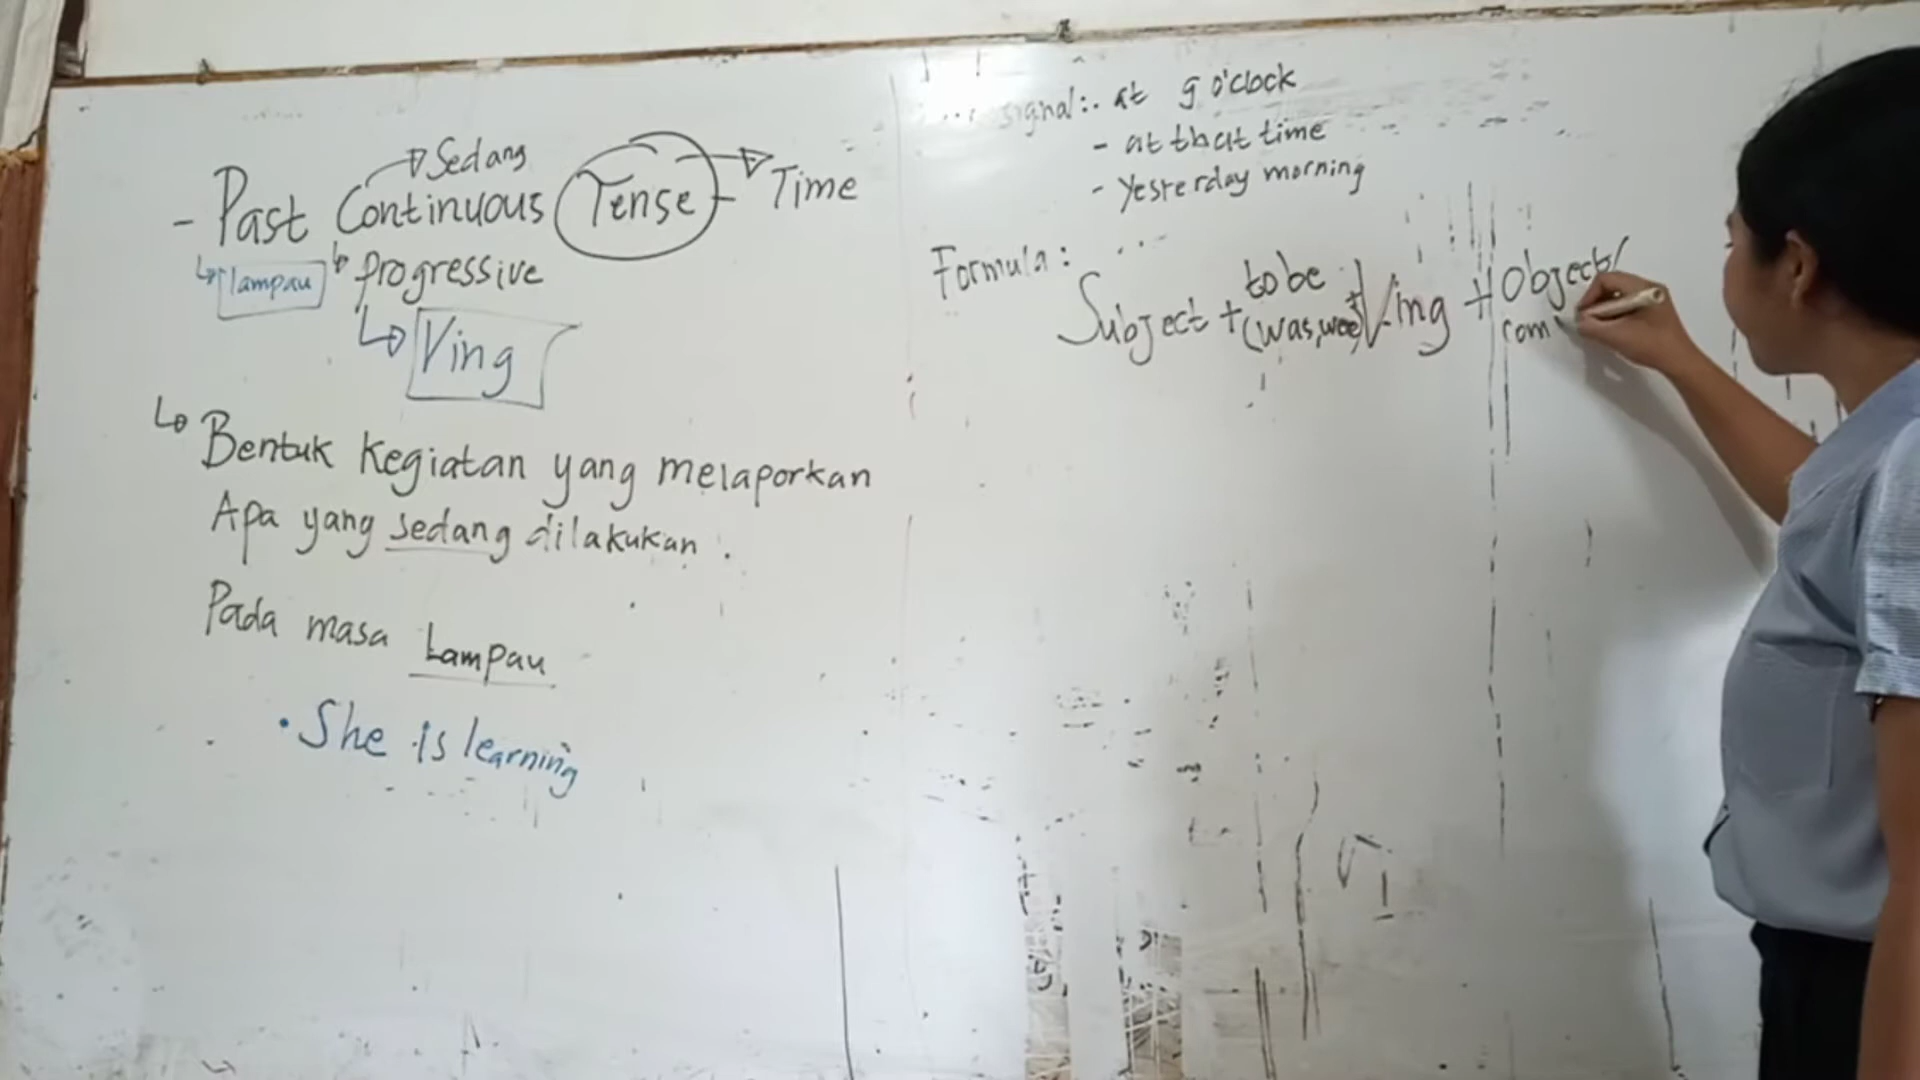 Sedang
- Past Continuous Tense Time
lampau Progressive
Ving
Bentuk kegiatan yang melaporkan
Apa yang sedang dilakukan .
Pada masa Lampau
• She is learning
signal:. at 9 o'clock
- at that time
- Yesterday morning
...
Formula:
to be
Subject + (was, wee) + Ving + Object/
com